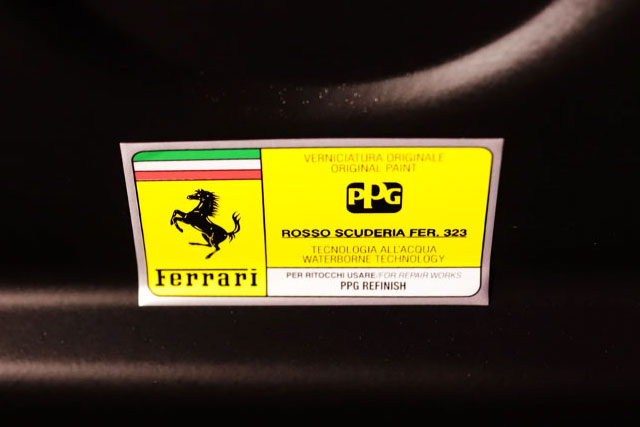 Ferrari
VERNICIATURA ORIGINALE
ORIGINAL PAINT
PPG
ROSSO SCUDERIA FER. 323
TECNOLOGIA ALL'ACQUA
WATERBORNE TECHNOLOGY
PER RITOCCHI USARE/FOR REPAIR WORKS
PPG REFINISH